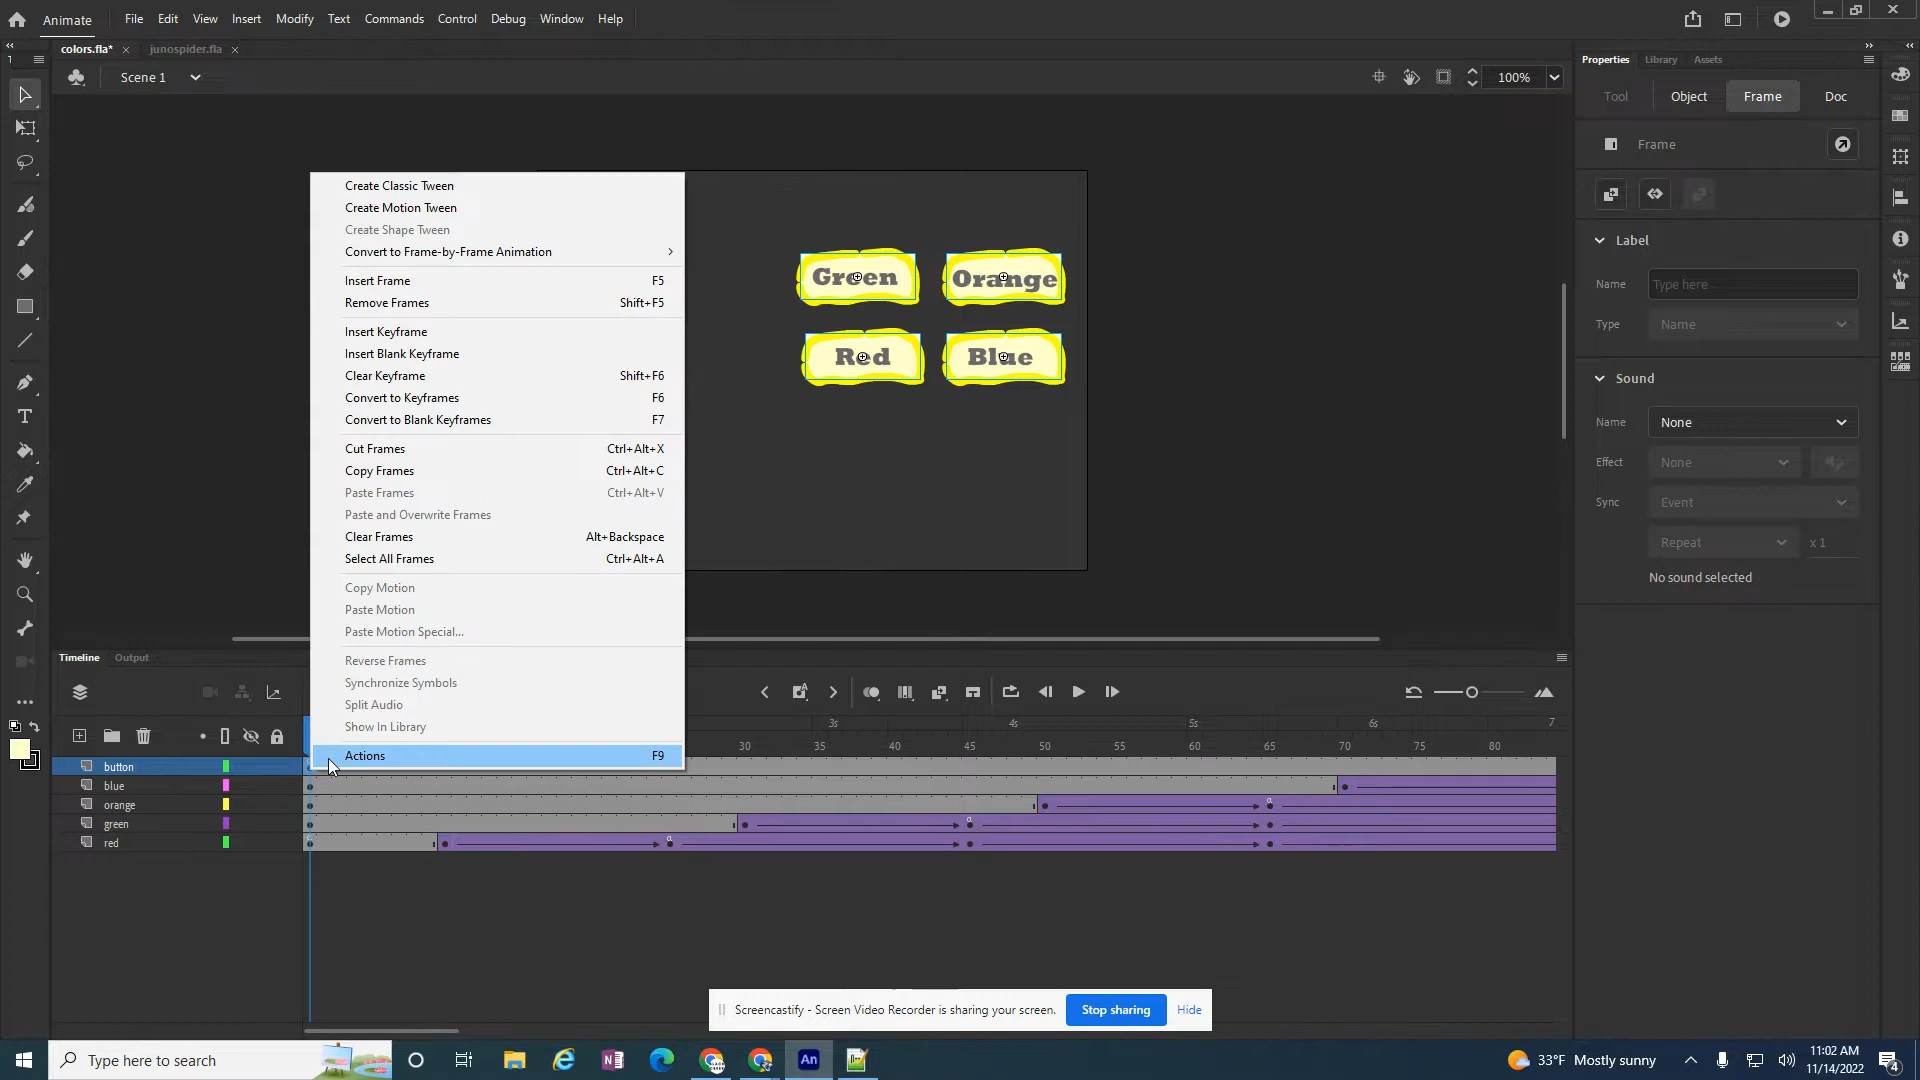 Animate File Edit View Insert Modify Text Commands Control Debug Window Help
colors.fla* × junospider.fla ×
Scene 1 100%
Properties Library Assets
Tool Object Frame Doc
Frame
Label
Name Type here
Type Name
Sound
Name None
Effect None
Sync Event
Repeat x 1
No sound selected
Create Classic Tween
Create Motion Tween
Create Shape Tween
Convert to Frame-by-Frame Animation
Insert Frame F5
Remove Frames Shift+F5
Insert Keyframe
Insert Blank Keyframe
Clear Keyframe Shift+F6
Convert to Keyframes F6
Convert to Blank Keyframes F7
Cut Frames Ctrl+Alt+X
Copy Frames Ctrl+Alt+C
Paste Frames Ctrl+Alt+V
Paste and Overwrite Frames
Clear Frames Alt+Backspace
Select All Frames Ctrl+Alt+A
Copy Motion
Paste Motion
Paste Motion Special...
Reverse Frames
Synchronize Symbols
Split Audio
Show In Library
Actions F9
Green Orange
Red Blue
Timeline Output
3s 4s 5s 6s 7
30 35 40 45 50 55 60 65 70 75 80
button
blue
orange
green
red
Screencastify - Screen Video Recorder is sharing your screen. Stop sharing Hide
Type here to search
An
33°F Mostly sunny
11:02 AM
11/14/2022
4